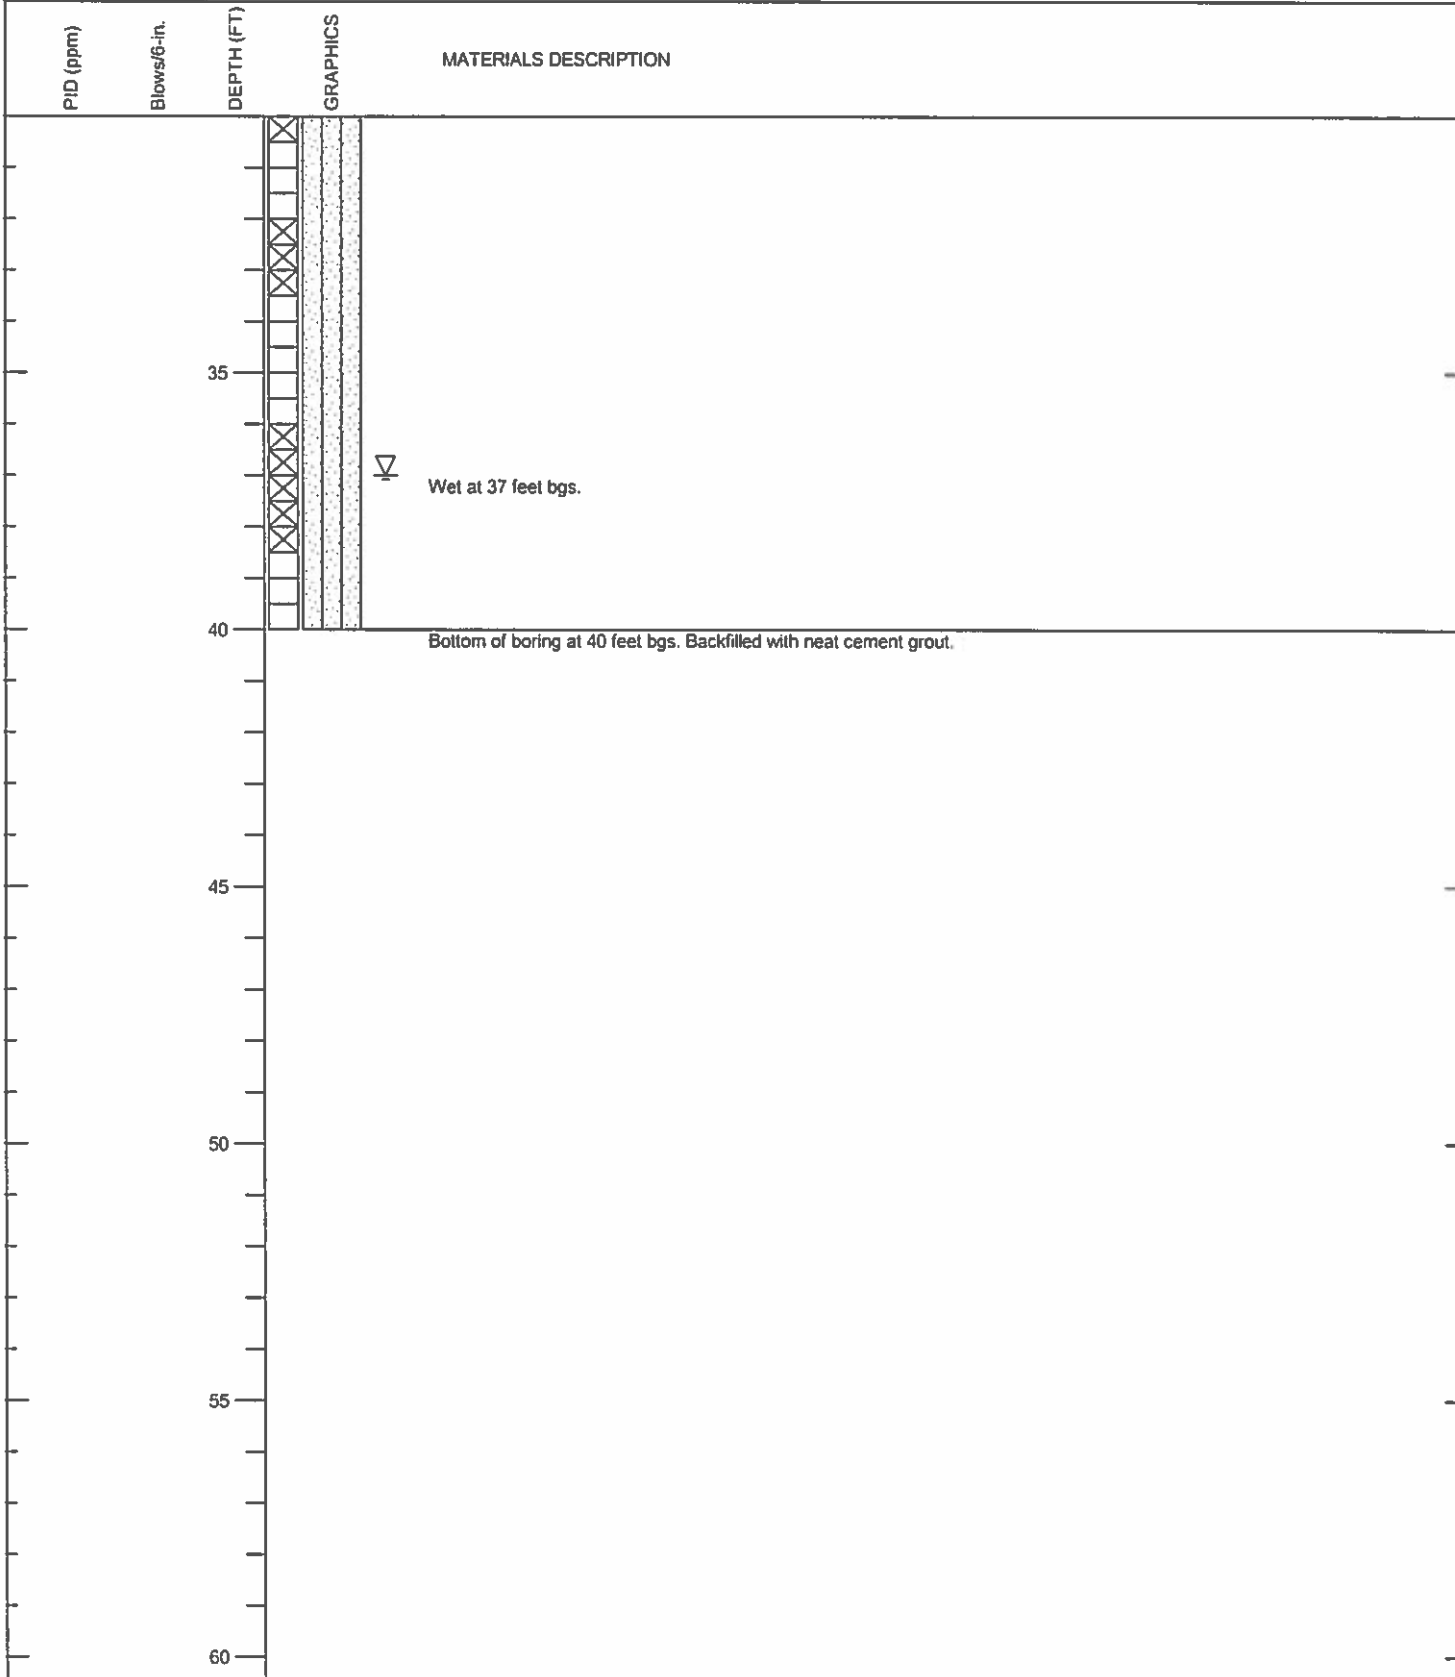 PID (ppm)
Blows/6-in.
DEPTH (FT)
GRAPHICS
MATERIALS DESCRIPTION
35
Wet at 37 feet bgs.
40
Bottom of boring at 40 feet bgs. Backfilled with neat cement grout.
45
50
55
60